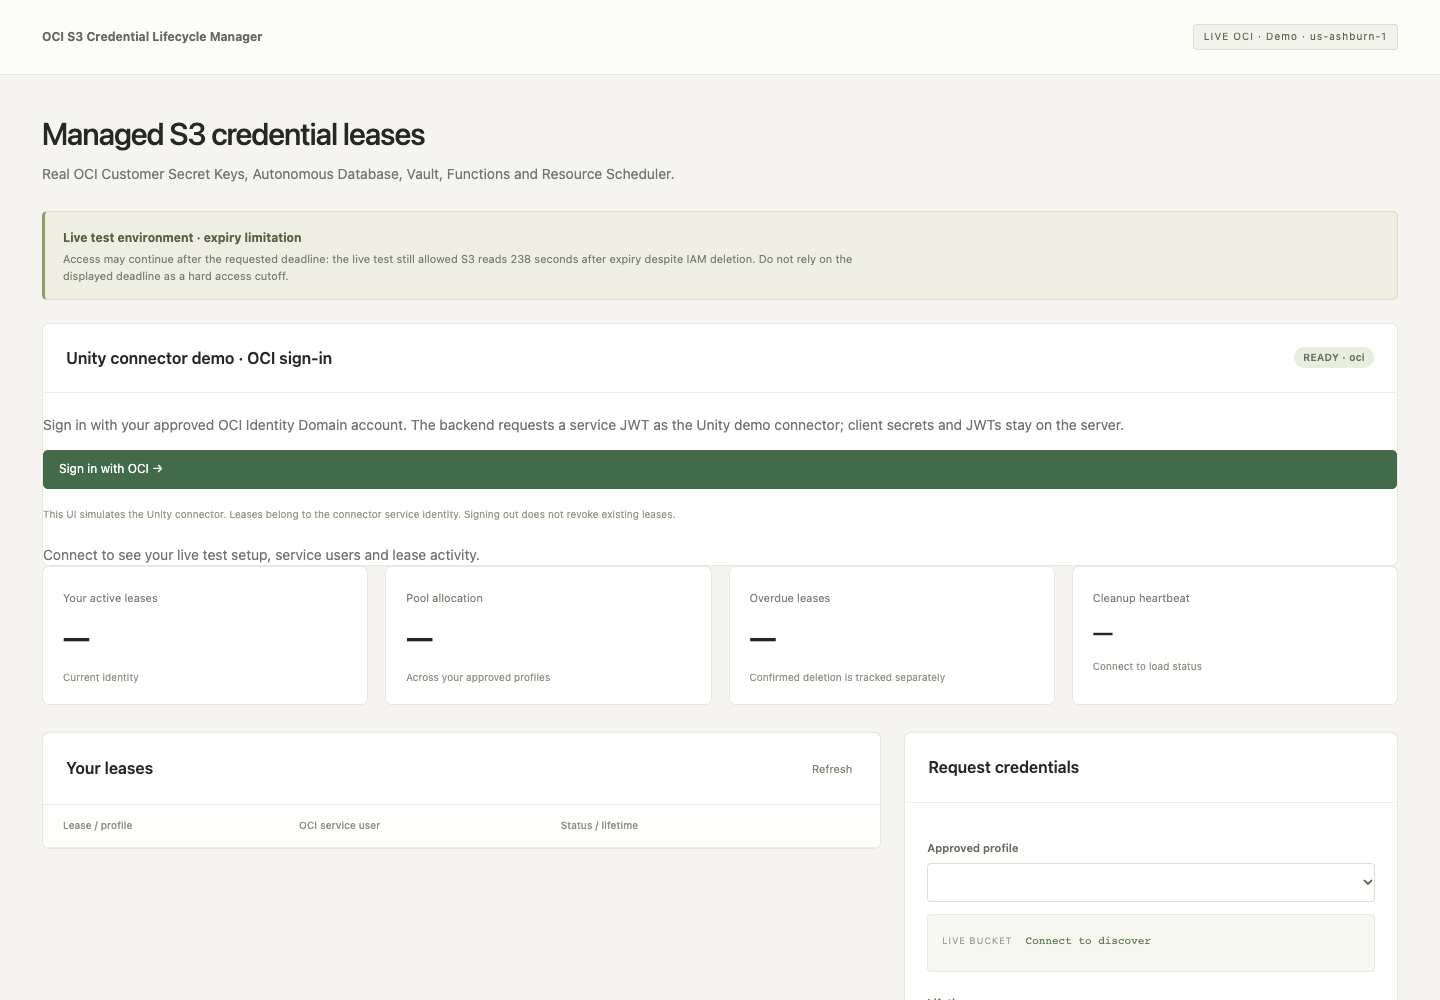 OCI S3 Credential Lifecycle Manager
LIVE OCI · Demo · us-ashburn-1
Managed S3 credential leases
Real OCI Customer Secret Keys, Autonomous Database, Vault, Functions and Resource Scheduler.
Live test environment · expiry limitation
Access may continue after the requested deadline: the live test still allowed S3 reads 238 seconds after expiry despite IAM deletion. Do not rely on the
displayed deadline as a hard access cutoff.
Unity connector demo · OCI sign-in
READY · oci
Sign in with your approved OCI Identity Domain account. The backend requests a service JWT as the Unity demo connector; client secrets and JWTs stay on the server.
Sign in with OCI →
This UI simulates the Unity connector. Leases belong to the connector service identity. Signing out does not revoke existing leases.
Connect to see your live test setup, service users and lease activity.
Your active leases
—
Current identity
Pool allocation
—
Across your approved profiles
Overdue leases
—
Confirmed deletion is tracked separately
Cleanup heartbeat
—
Connect to load status
Your leases
Refresh
Lease / profile
OCI service user
Status / lifetime
Request credentials
Approved profile
LIVE BUCKET Connect to discover